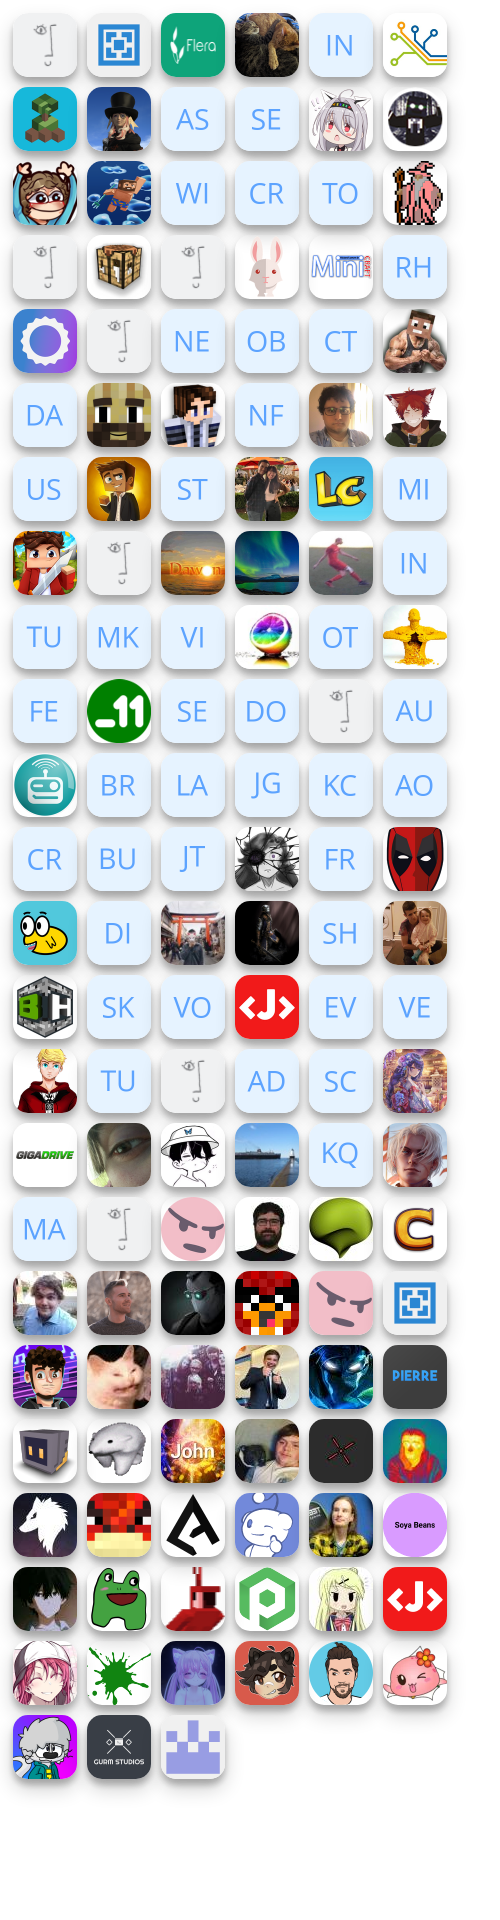 Flera IN
AS SE
WI CR TO
Mini RH
NE OB CT
DA NF
US ST LC MI
Dawn IN
TU MK VI OT
FE _11 SE DO AU
BR LA JG KC AO
CR BU JT FR
DI SH
BH SK VO <J> EV VE
TU AD SC
GIGADRIVE KQ
MA C
PIERRE
John
Soya Beans
<J>
GURM STUDIOS